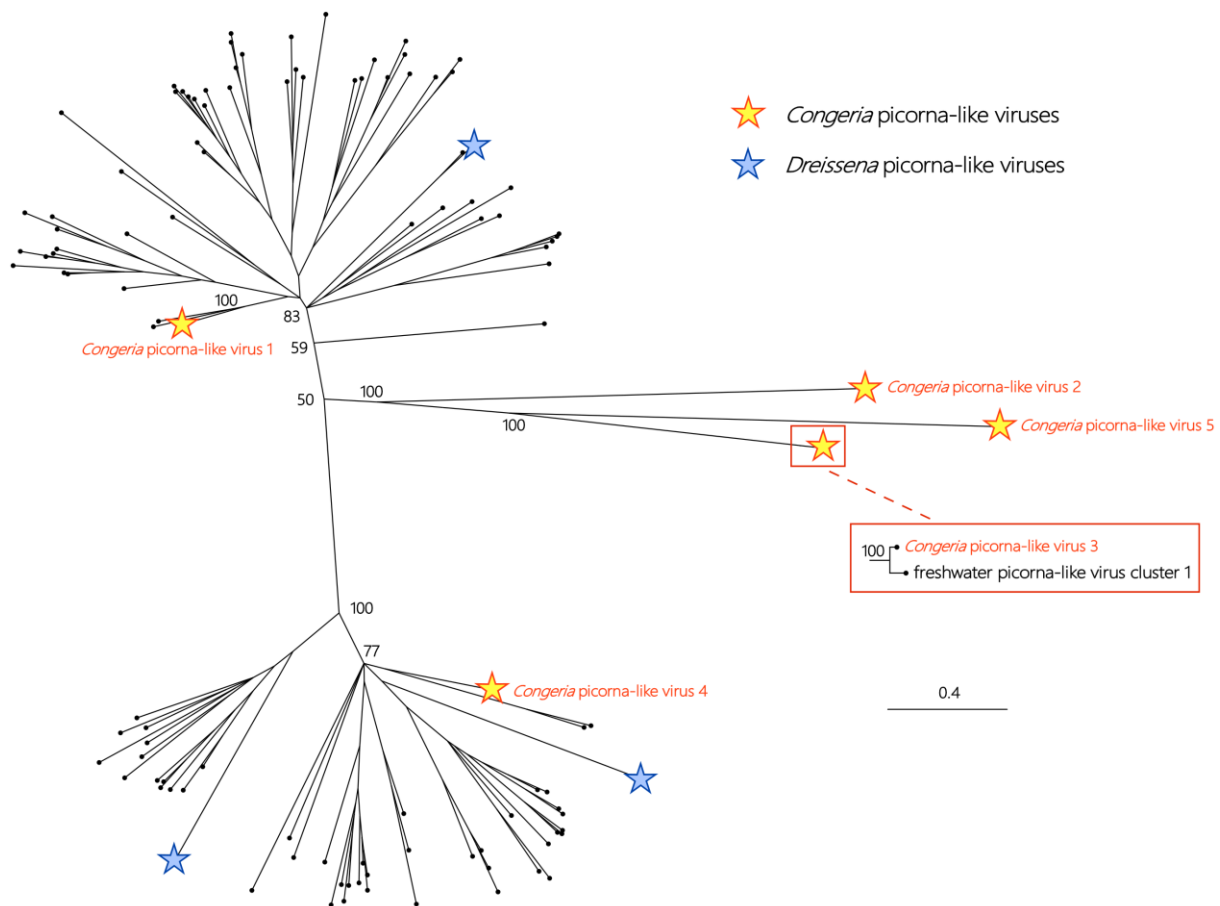 Congeria picorna-like viruses
Dreissena picorna-like viruses
100
83
Congeria picorna-like virus 1
59
100
50
Congeria picorna-like virus 2
100
Congeria picorna-like virus 5
100
Congeria picorna-like virus 3
freshwater picorna-like virus cluster 1
100
77
Congeria picorna-like virus 4
0.4